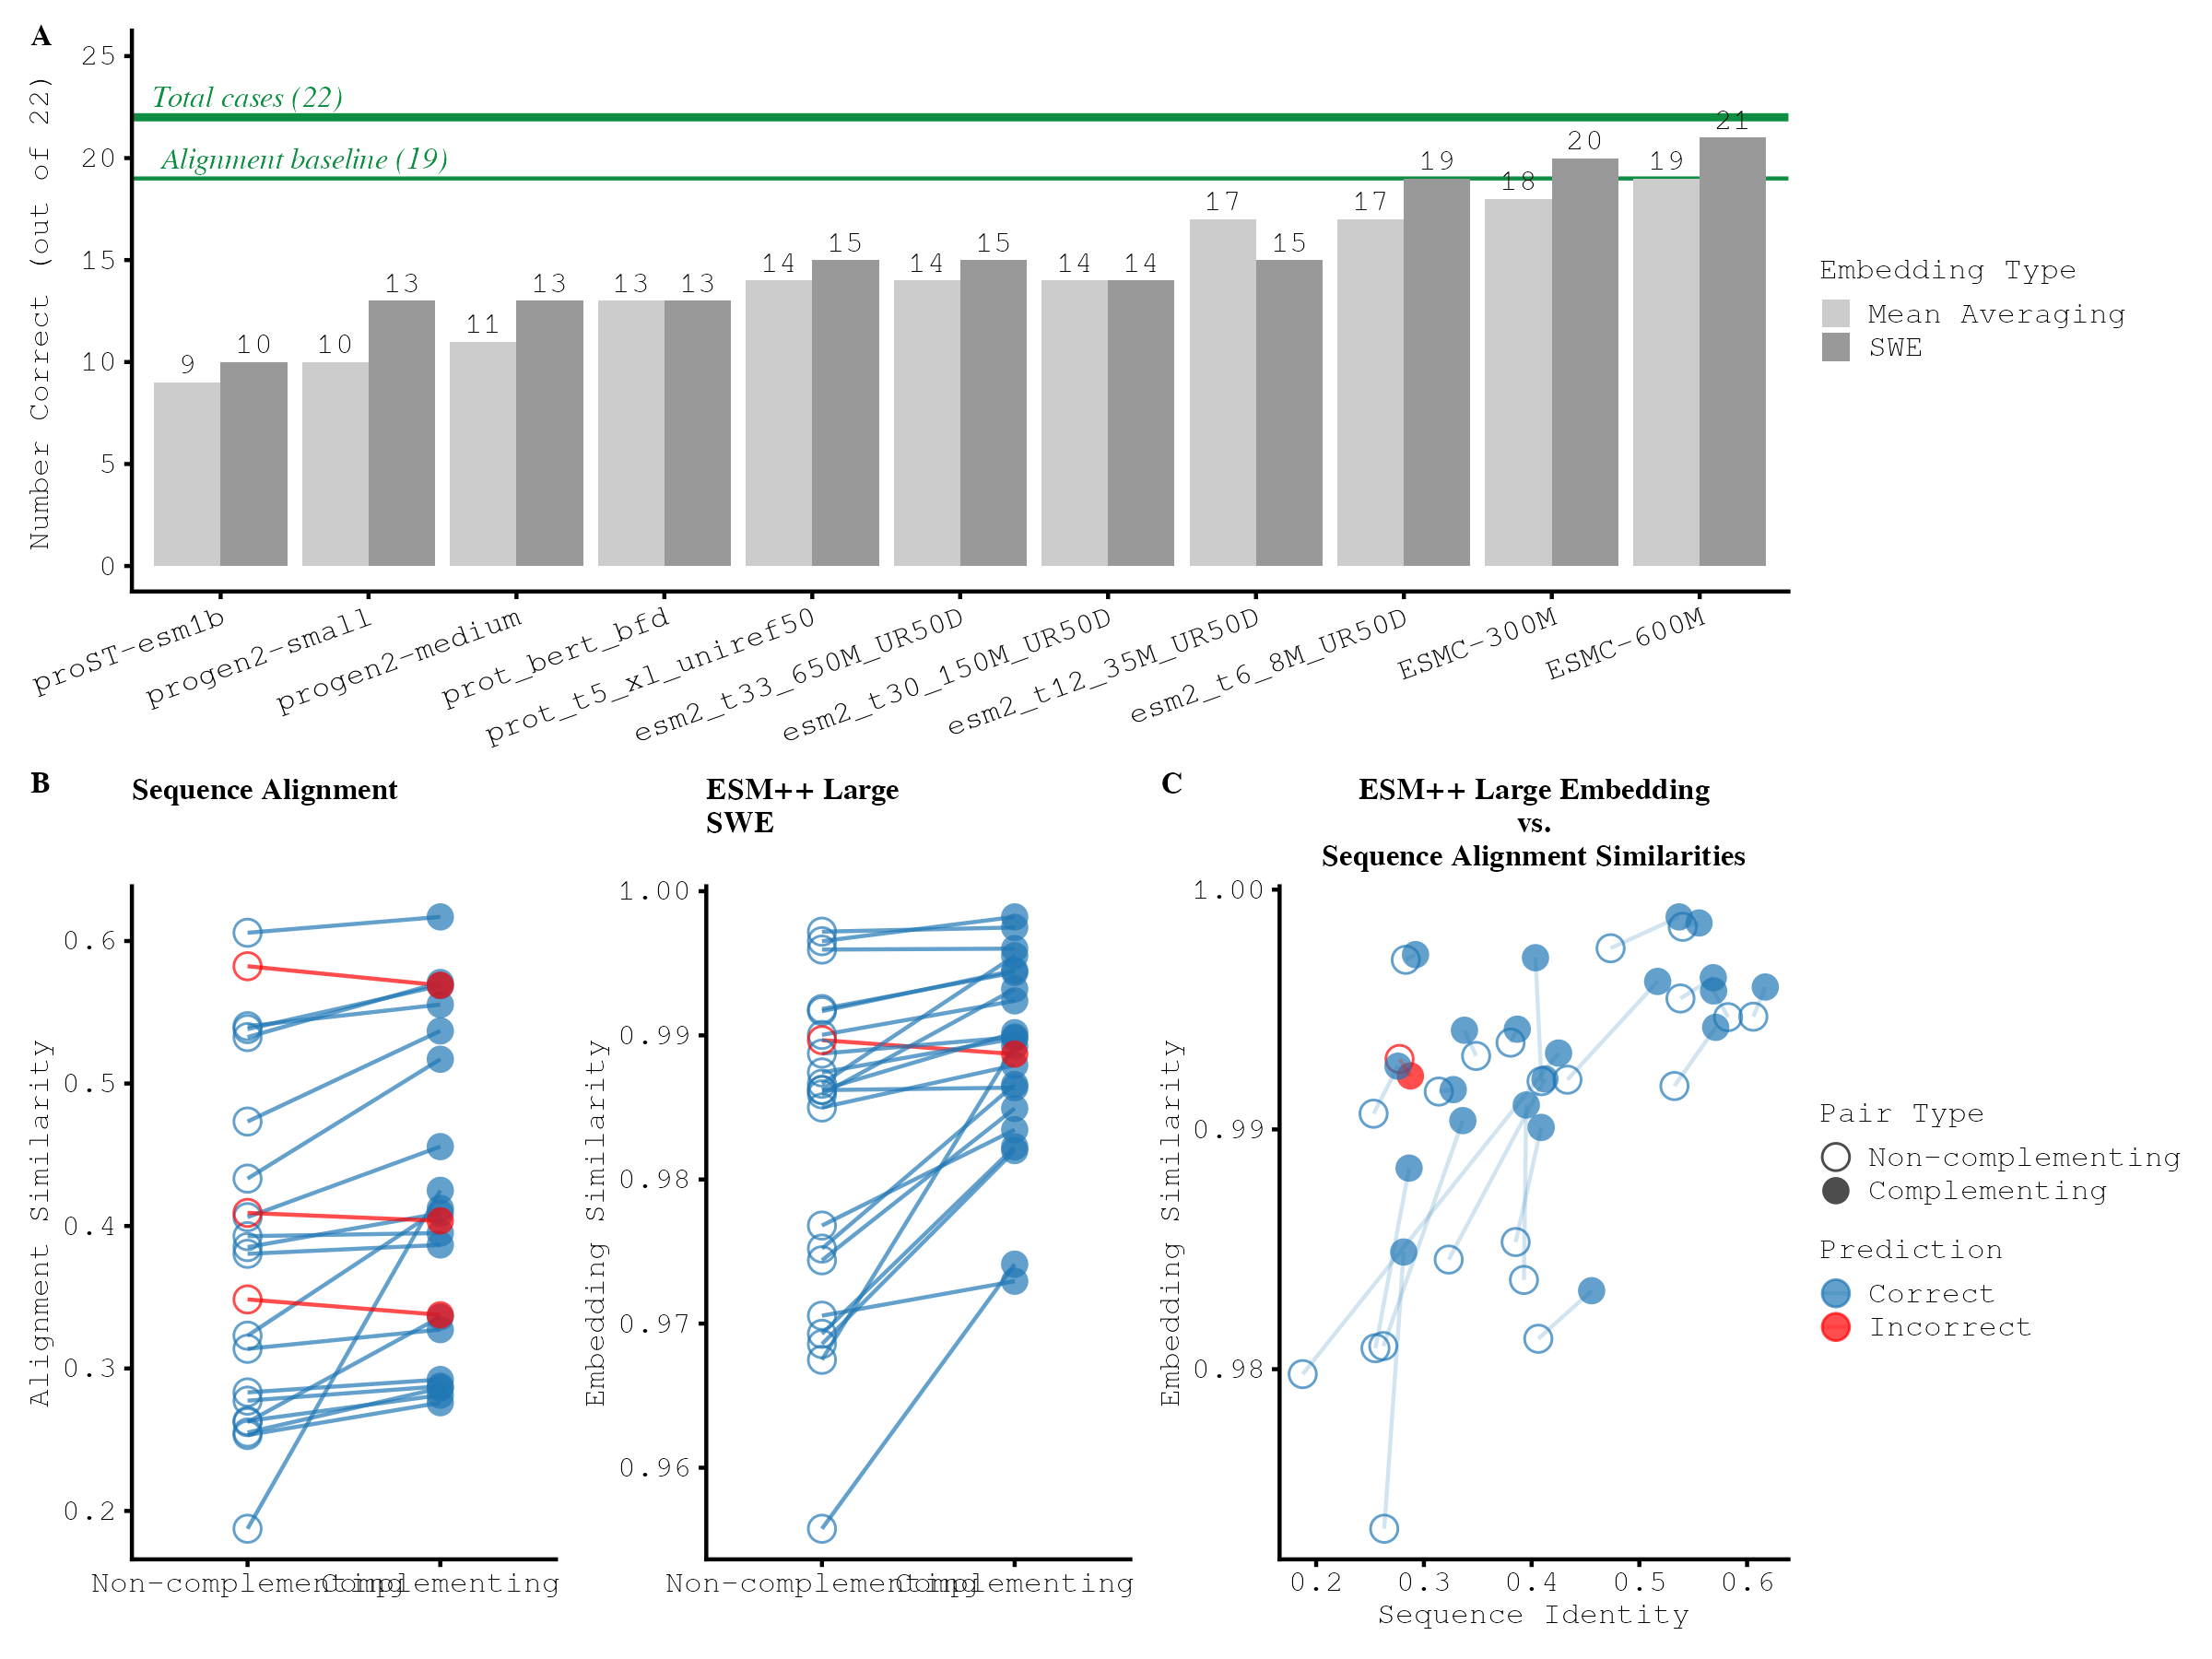 A
Number Correct (out of 22)
25
20
15
10
5
0
Total cases (22)
Alignment baseline (19)
9
10
10
13
11
13
13
13
14
15
14
15
14
14
17
15
17
19
18
20
19
21
proST-esm1b
progen2-small
progen2-medium
prot_bert_bfd
prot_t5_xl_uniref50
esm2_t33_650M_UR50D
esm2_t30_150M_UR50D
esm2_t12_35M_UR50D
esm2_t6_8M_UR50D
ESMC-300M
ESMC-600M
Embedding Type
Mean Averaging
SWE
B
Sequence Alignment
Alignment Similarity
0.6
0.5
0.4
0.3
0.2
Non-complementing
Complementing
ESM++ Large
SWE
Embedding Similarity
1.00
0.99
0.98
0.97
0.96
Non-complementing
Complementing
C
ESM++ Large Embedding
vs.
Sequence Alignment Similarities
Embedding Similarity
1.00
0.99
0.98
0.2
0.3
0.4
0.5
0.6
Sequence Identity
Pair Type
Non-complementing
Complementing
Prediction
Correct
Incorrect